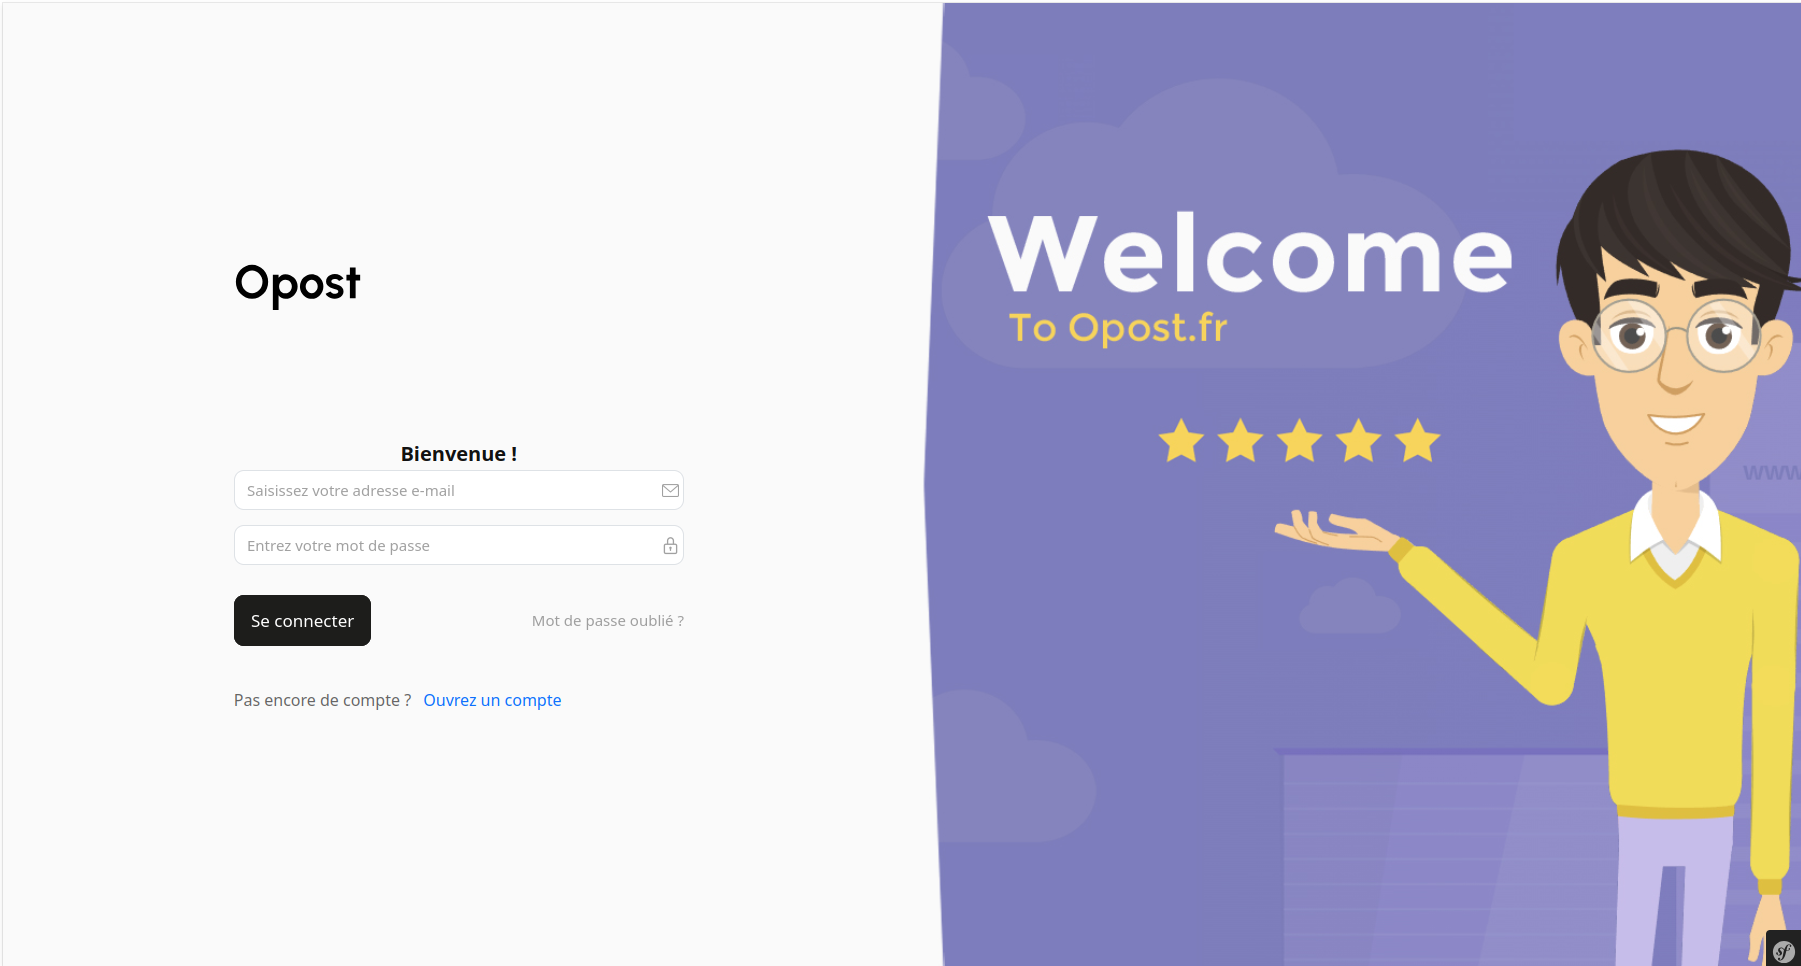 Opost
Bienvenue !
Saisissez votre adresse e-mail
Entrez votre mot de passe
Se connecter
Mot de passe oublié ?
Pas encore de compte ? Ouvrez un compte
Welcome
To Opost.fr
www
sf